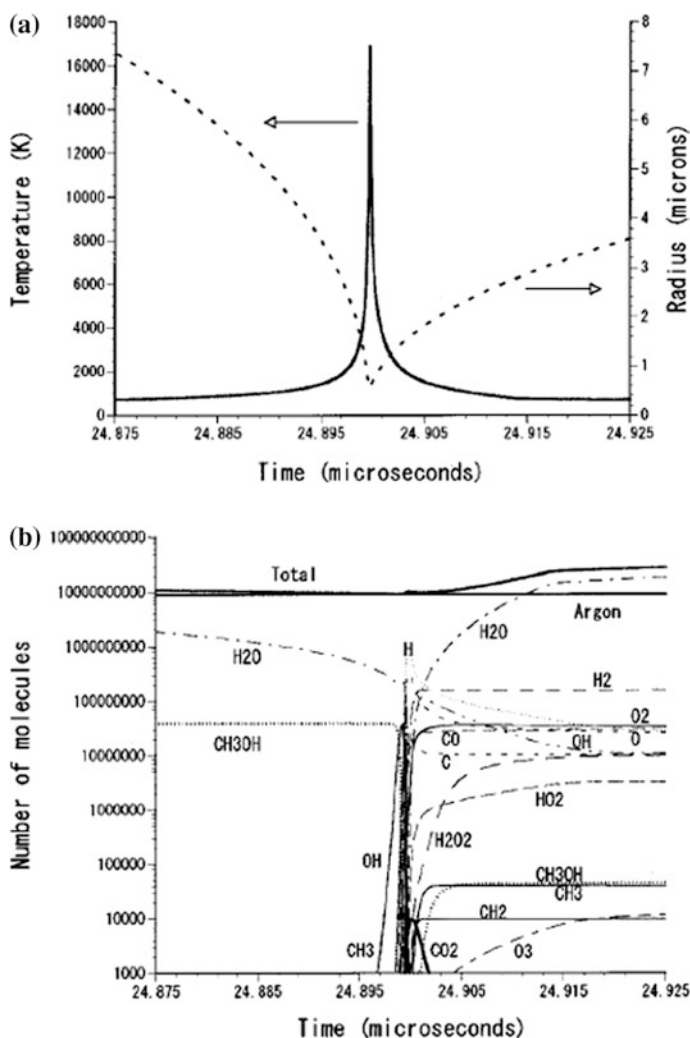 (a)
18000
16000
14000
12000
10000
8000
6000
4000
2000
0
Temperature (K)
8
7
6
5
4
3
2
1
0
Radius (microns)
24.875
24.885
24.895
24.905
24.915
24.925
Time (microseconds)
(b)
100000000000
10000000000
1000000000
100000000
10000000
1000000
100000
10000
1000
Number of molecules
Total
Argon
H2O
H
H2O
H2
CH3OH
CO
C
OH
O2
O
HO2
H2O2
OH
CH3OH
CH3
CH2
CH3
CO2
O3
24.875
24.885
24.895
24.905
24.915
24.925
Time (microseconds)